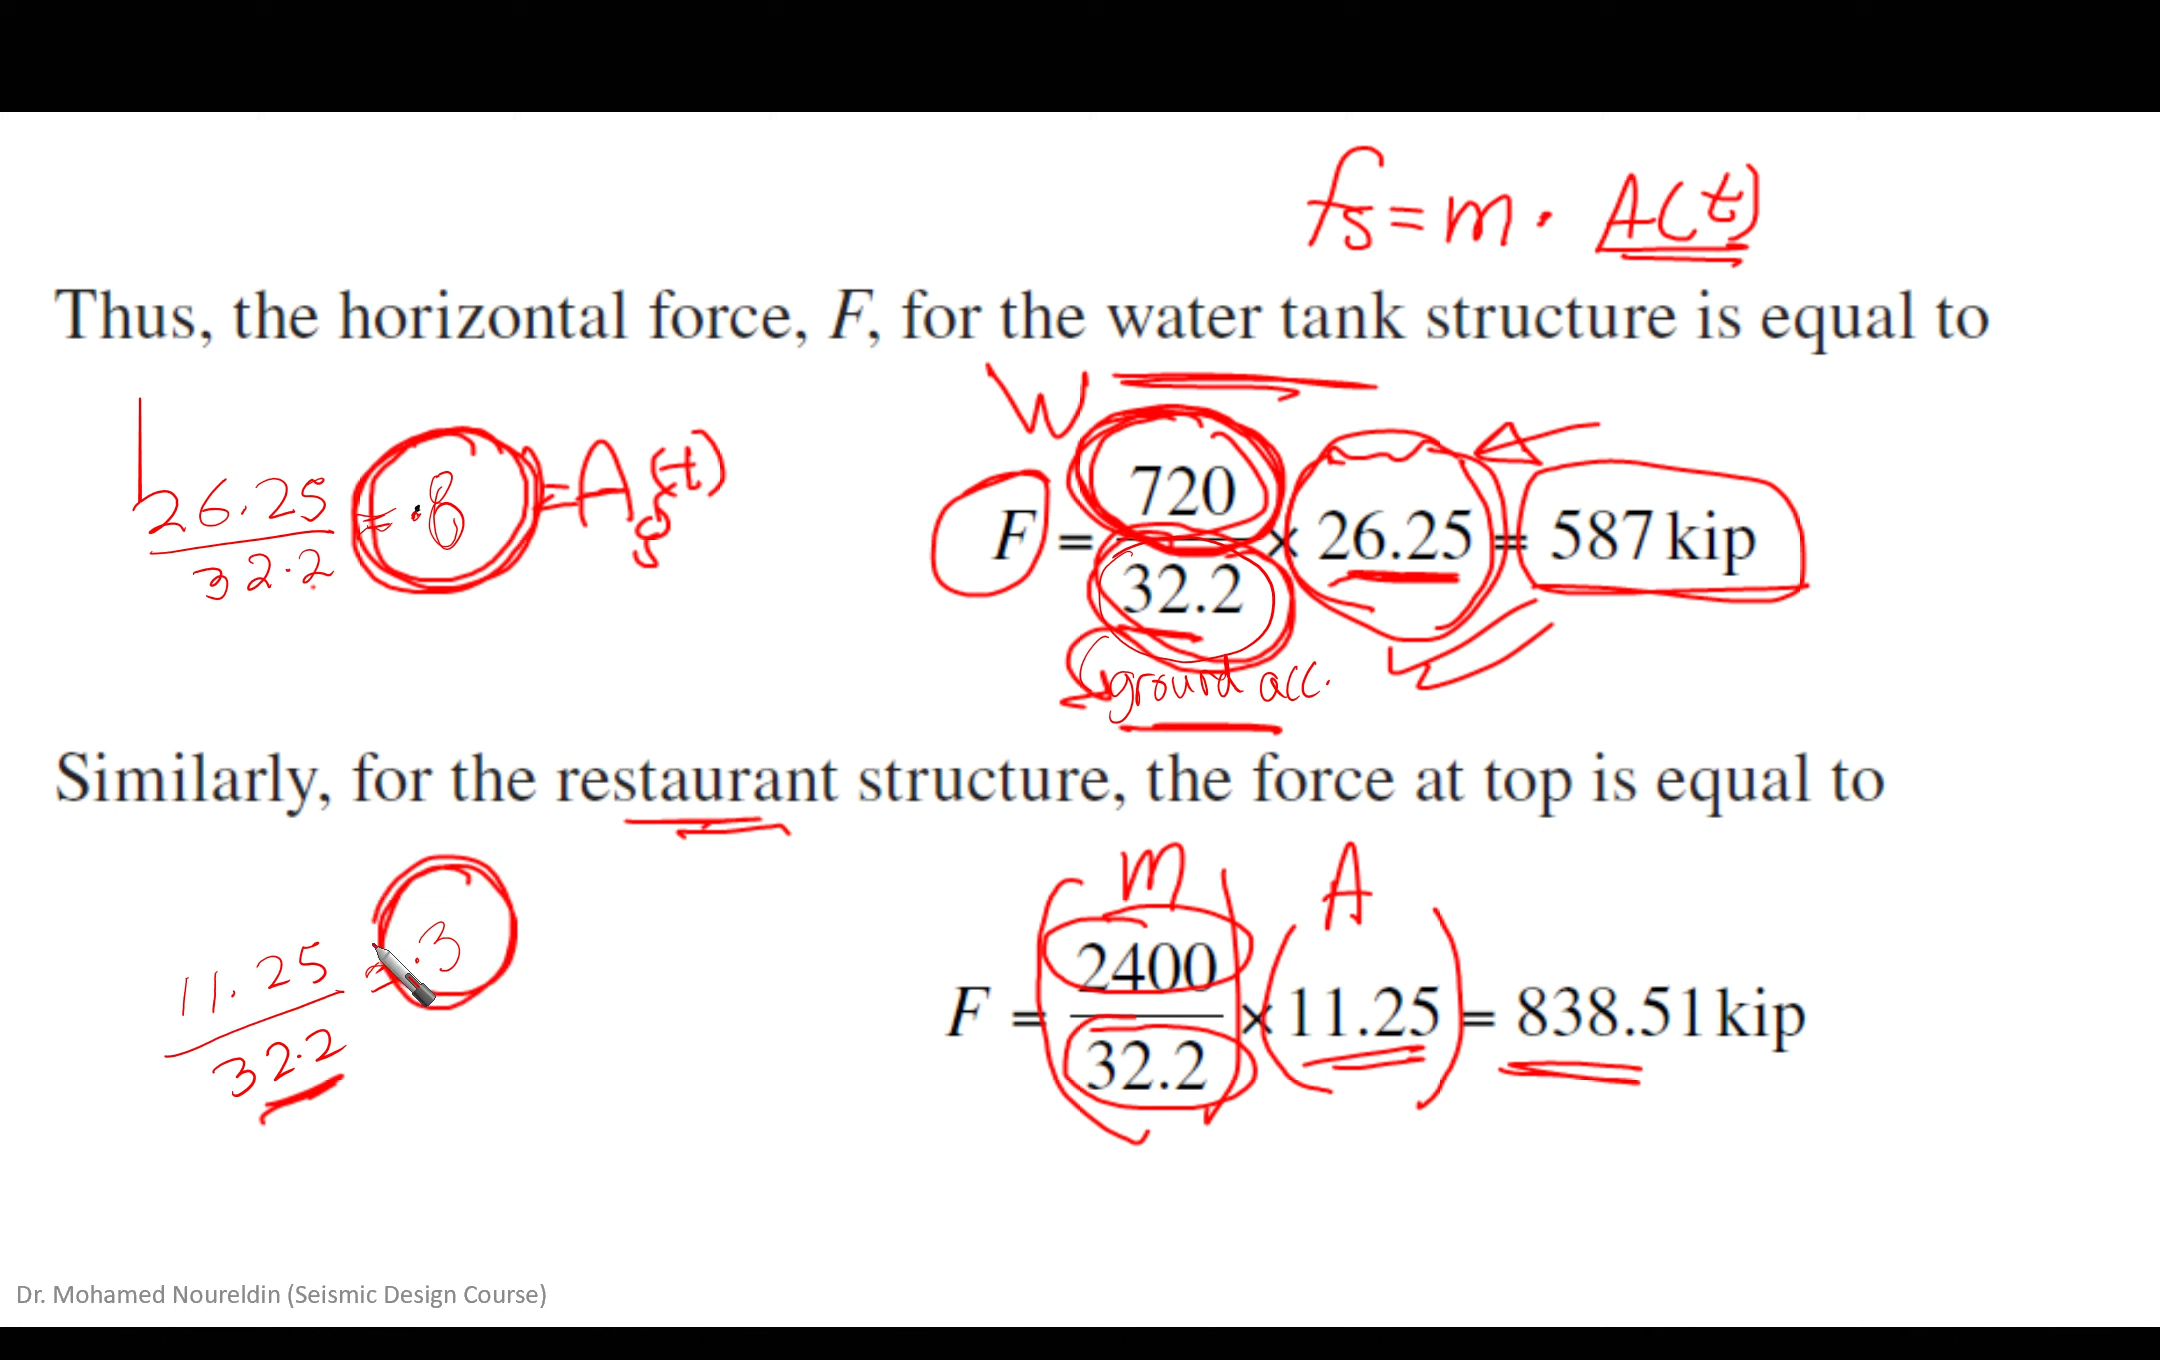 fs = m · A(t)
Thus, the horizontal force, F, for the water tank structure is equal to
W
26.25 / 32.2 = .8 = Ag(t)
F = 720 / 32.2 × 26.25 = 587 kip
ground acc.
Similarly, for the restaurant structure, the force at top is equal to
m A
11.25 / 32.2 = .3
F = 2400 / 32.2 × 11.25 = 838.51 kip
Dr. Mohamed Noureldin (Seismic Design Course)